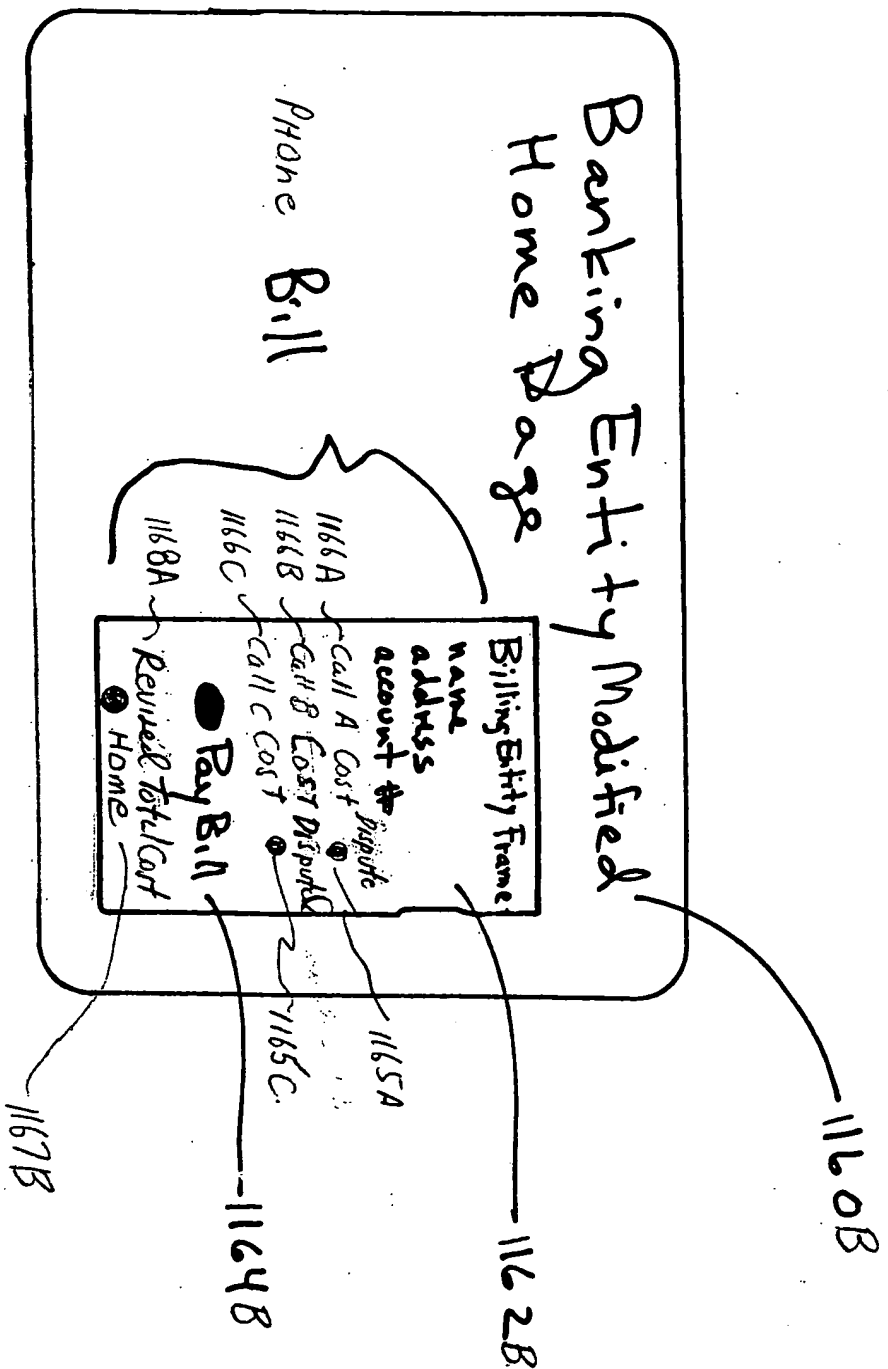 Banking Entity Modified
Home Page
1160B
Phone Bill
Billing Entity Frame
name
address
account #
1162B
1166A Call A Cost Dispute
1165A
1166B Call B Cost Disputed
1166C Call C Cost
1165C
Pay Bill
1164B
1168A Revised Total Cost
Home
1167B